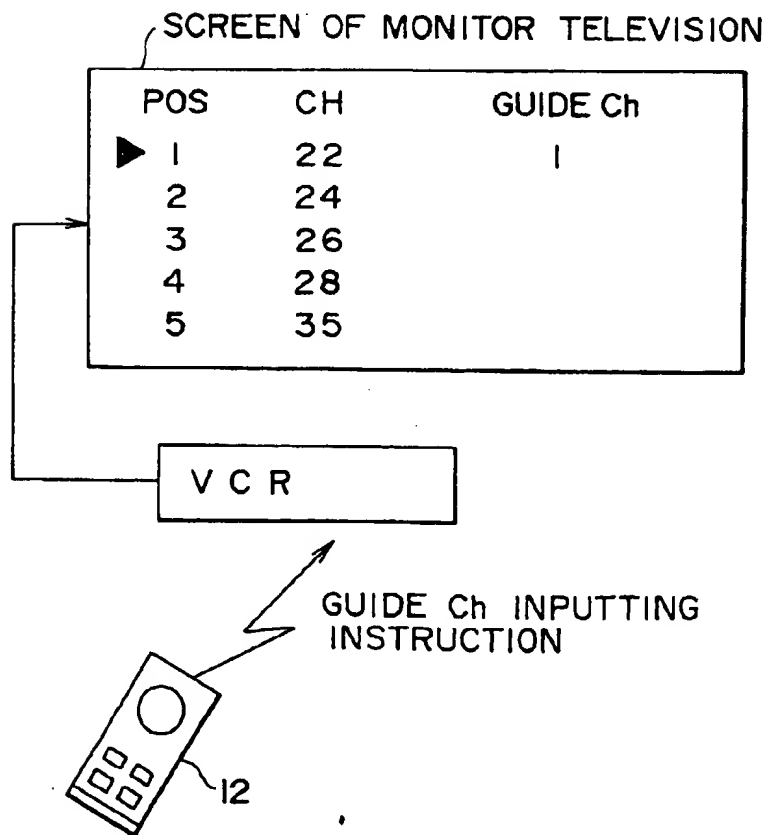 SCREEN OF MONITOR TELEVISION
POS CH GUIDE Ch
1 22 1
2 24
3 26
4 28
5 35
V C R
GUIDE Ch INPUTTING
INSTRUCTION
12